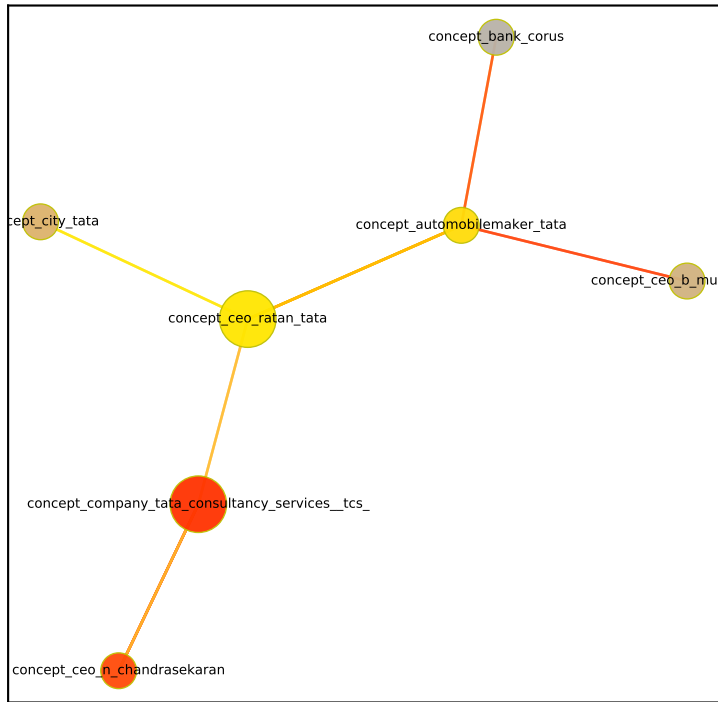 concept_bank_corus
cept_city_tata
concept_automobilemaker_tata
concept_ceo_b_mu
concept_ceo_ratan_tata
concept_company_tata_consultancy_services__tcs_
concept_ceo_n_chandrasekaran